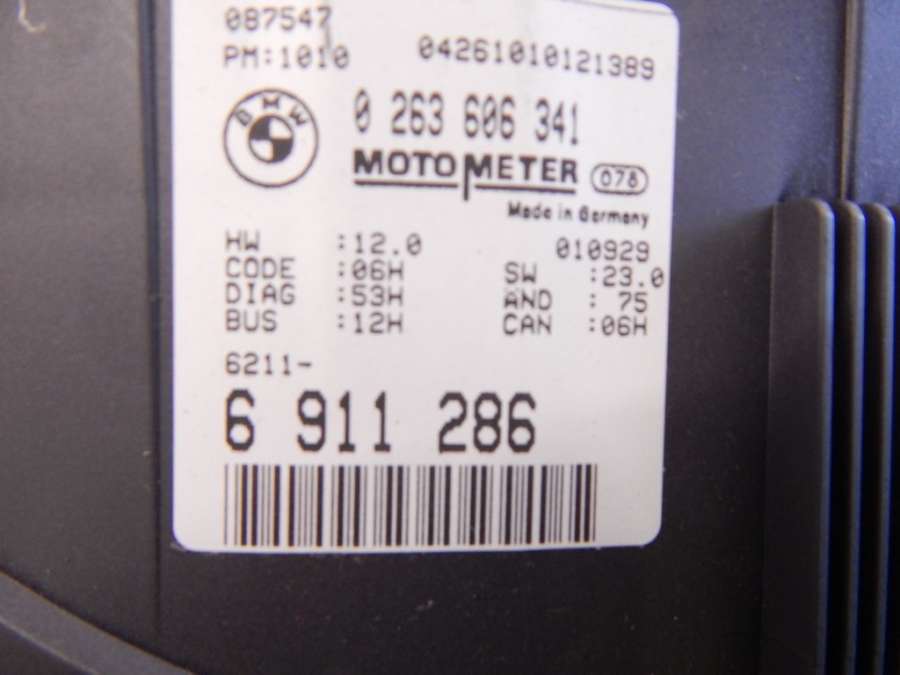 087547
PM:1010 04261010121389
BMW
0 263 606 341
MOTOMETER 078
Made in Germany
010929
HW :12.0
CODE :06H SW :23.0
DIAG :53H AND : 75
BUS :12H CAN :06H
6211-
6 911 286